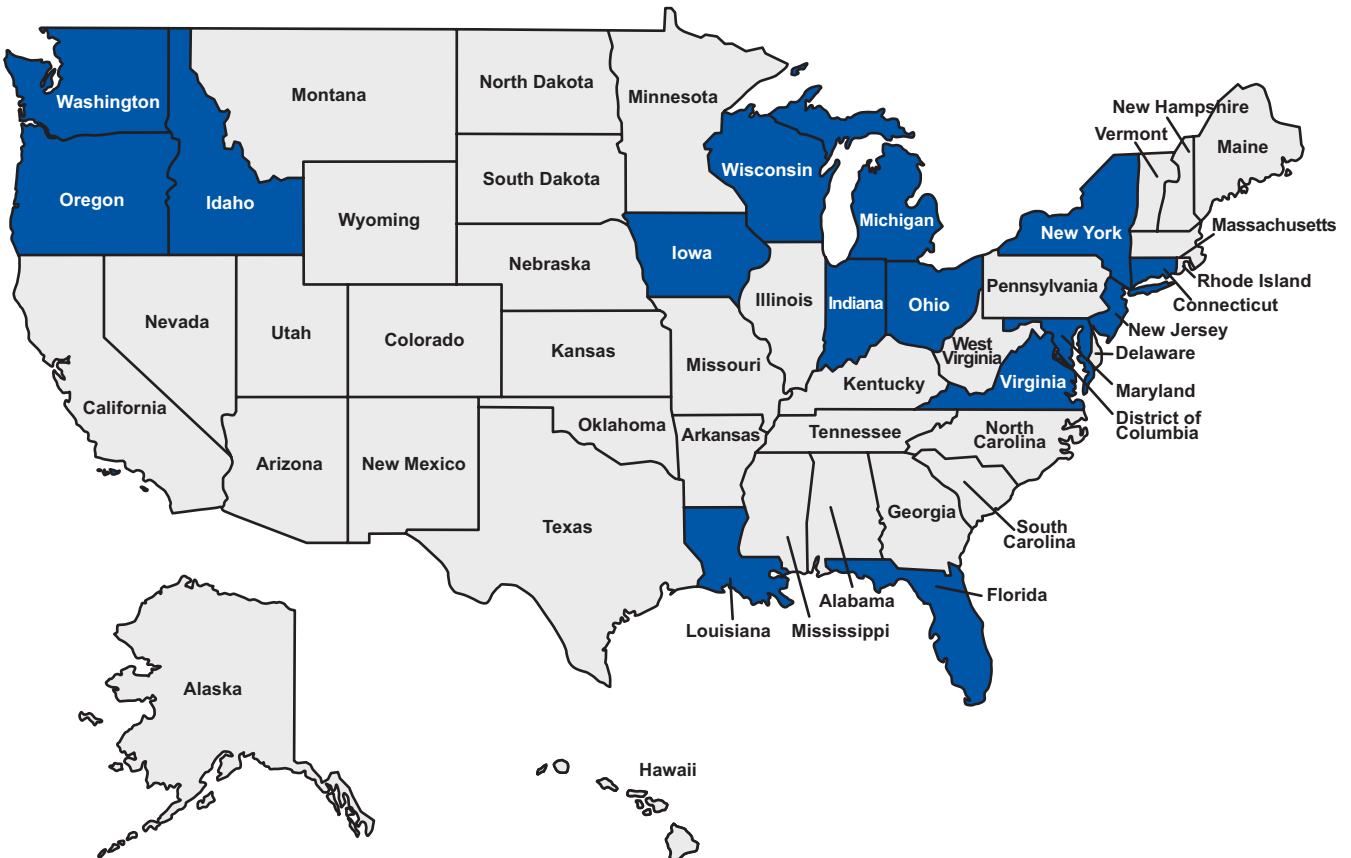 New Hampshire
Vermont
Washington
Montana
North Dakota
Minnesota
Maine
Oregon
Idaho
Wyoming
South Dakota
Wisconsin
Michigan
New York
Massachusetts
Iowa
Nebraska
Illinois
Indiana
Ohio
Pennsylvania
Rhode Island
Connecticut
Nevada
Utah
Colorado
Kansas
Missouri
West
Virginia
Kentucky
Virginia
New Jersey
Delaware
Maryland
District of
Columbia
California
Arizona
New Mexico
Oklahoma
Arkansas
Tennessee
North
Carolina
Texas
Georgia
South
Carolina
Florida
Alabama
Louisiana
Mississippi
Alaska
Hawaii